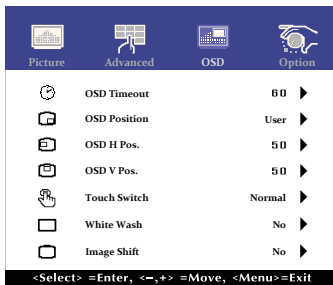 Picture Advanced OSD Option
OSD Timeout 60
OSD Position User
OSD H Pos. 50
OSD V Pos. 50
Touch Switch Normal
White Wash No
Image Shift No
<Select> =Enter, <−,+> =Move, <Menu>=Exit